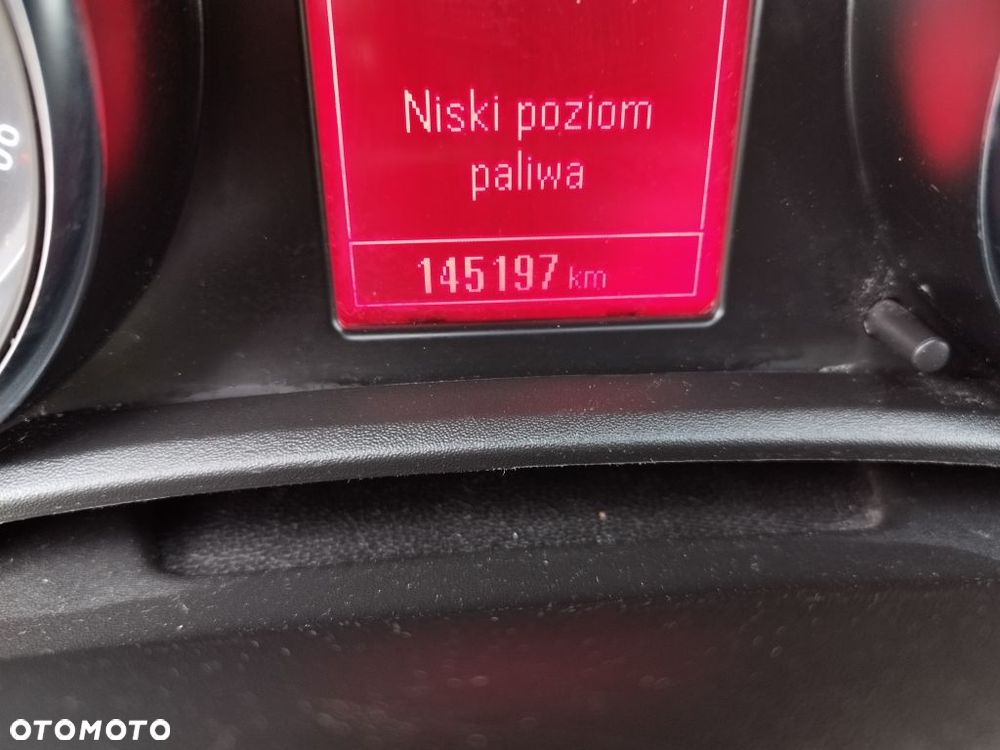 Niski poziom
paliwa
145197 km
OTOMOTO